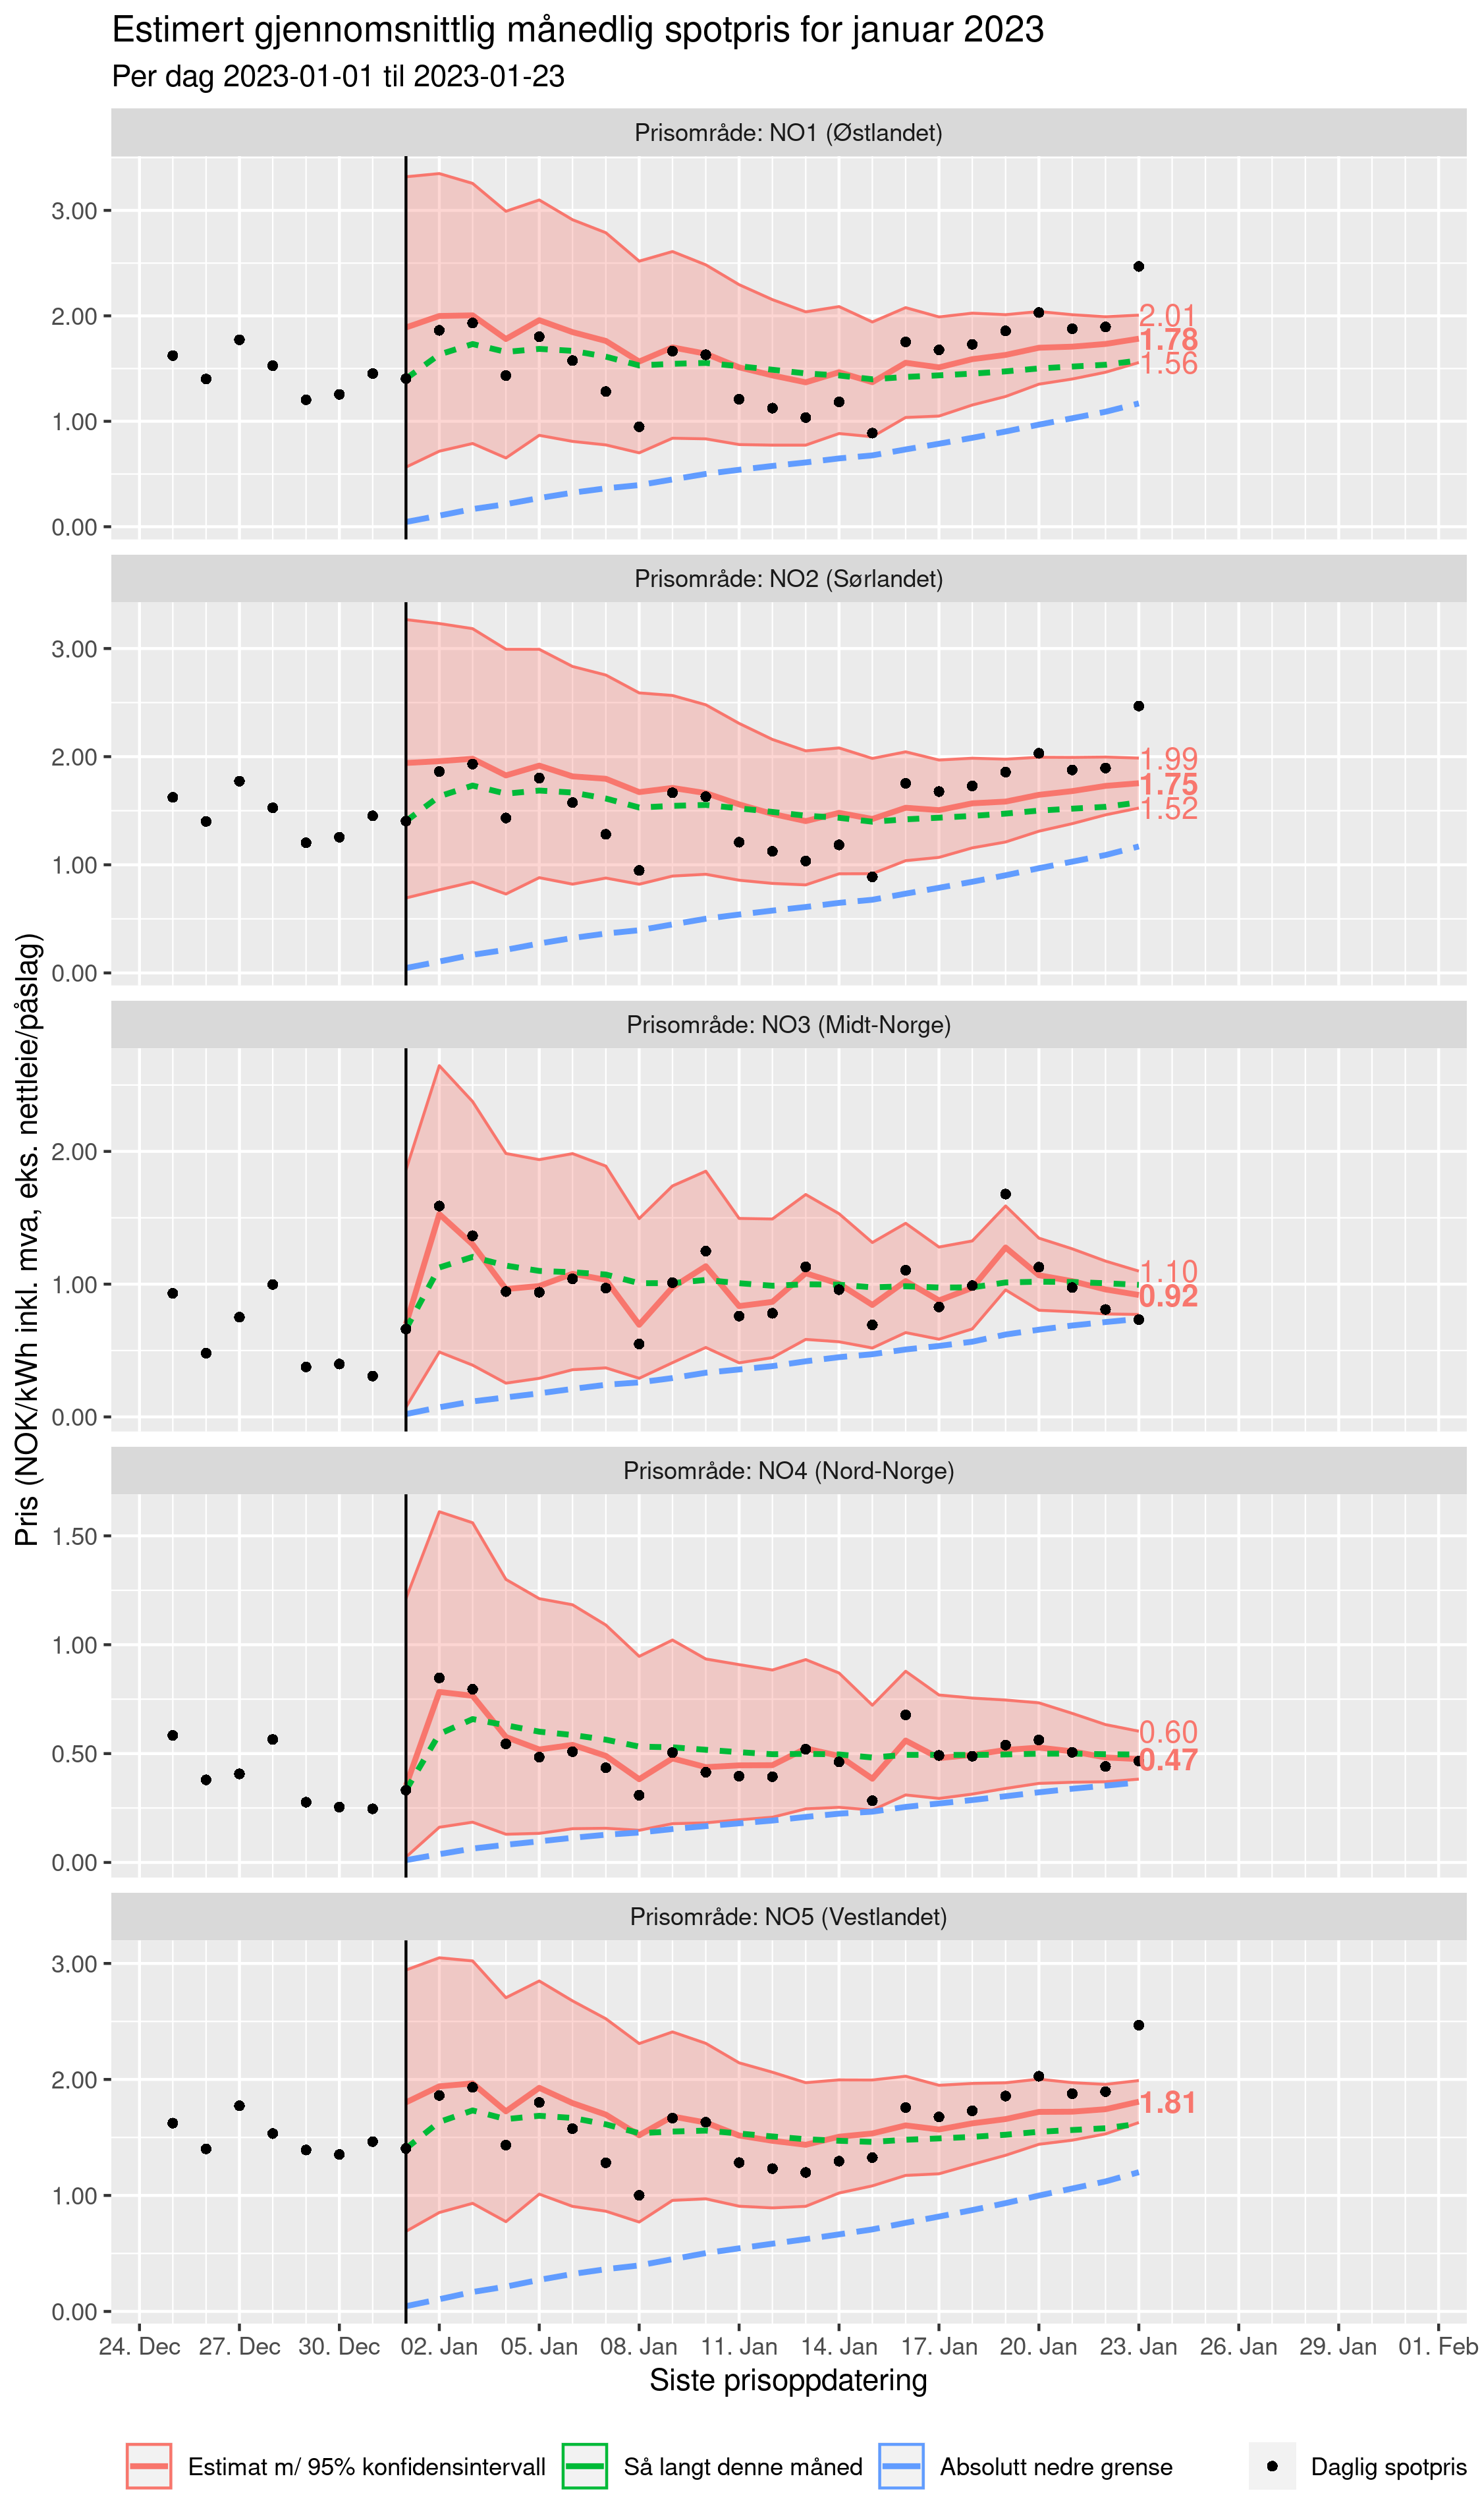 Estimert gjennomsnittlig månedlig spotpris for januar 2023
Per dag 2023-01-01 til 2023-01-23
Pris (NOK/kWh inkl. mva, eks. nettleie/påslag)
Prisområde: NO1 (Østlandet)
3.00
2.00
1.00
0.00
2.01
1.78
1.56
Prisområde: NO2 (Sørlandet)
3.00
2.00
1.00
0.00
1.99
1.75
1.52
Prisområde: NO3 (Midt-Norge)
2.00
1.00
0.00
1.10
0.92
Prisområde: NO4 (Nord-Norge)
1.50
1.00
0.50
0.00
0.60
0.47
Prisområde: NO5 (Vestlandet)
3.00
2.00
1.00
0.00
1.81
24. Dec 27. Dec 30. Dec 02. Jan 05. Jan 08. Jan 11. Jan 14. Jan 17. Jan 20. Jan 23. Jan 26. Jan 29. Jan 01. Feb
Siste prisoppdatering
Estimat m/ 95% konfidensintervall Så langt denne måned Absolutt nedre grense Daglig spotpris